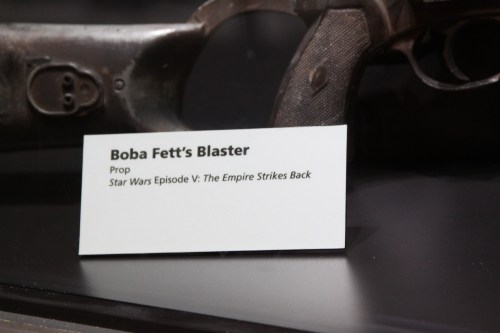 Boba Fett's Blaster
Prop
Star Wars Episode V: The Empire Strikes Back